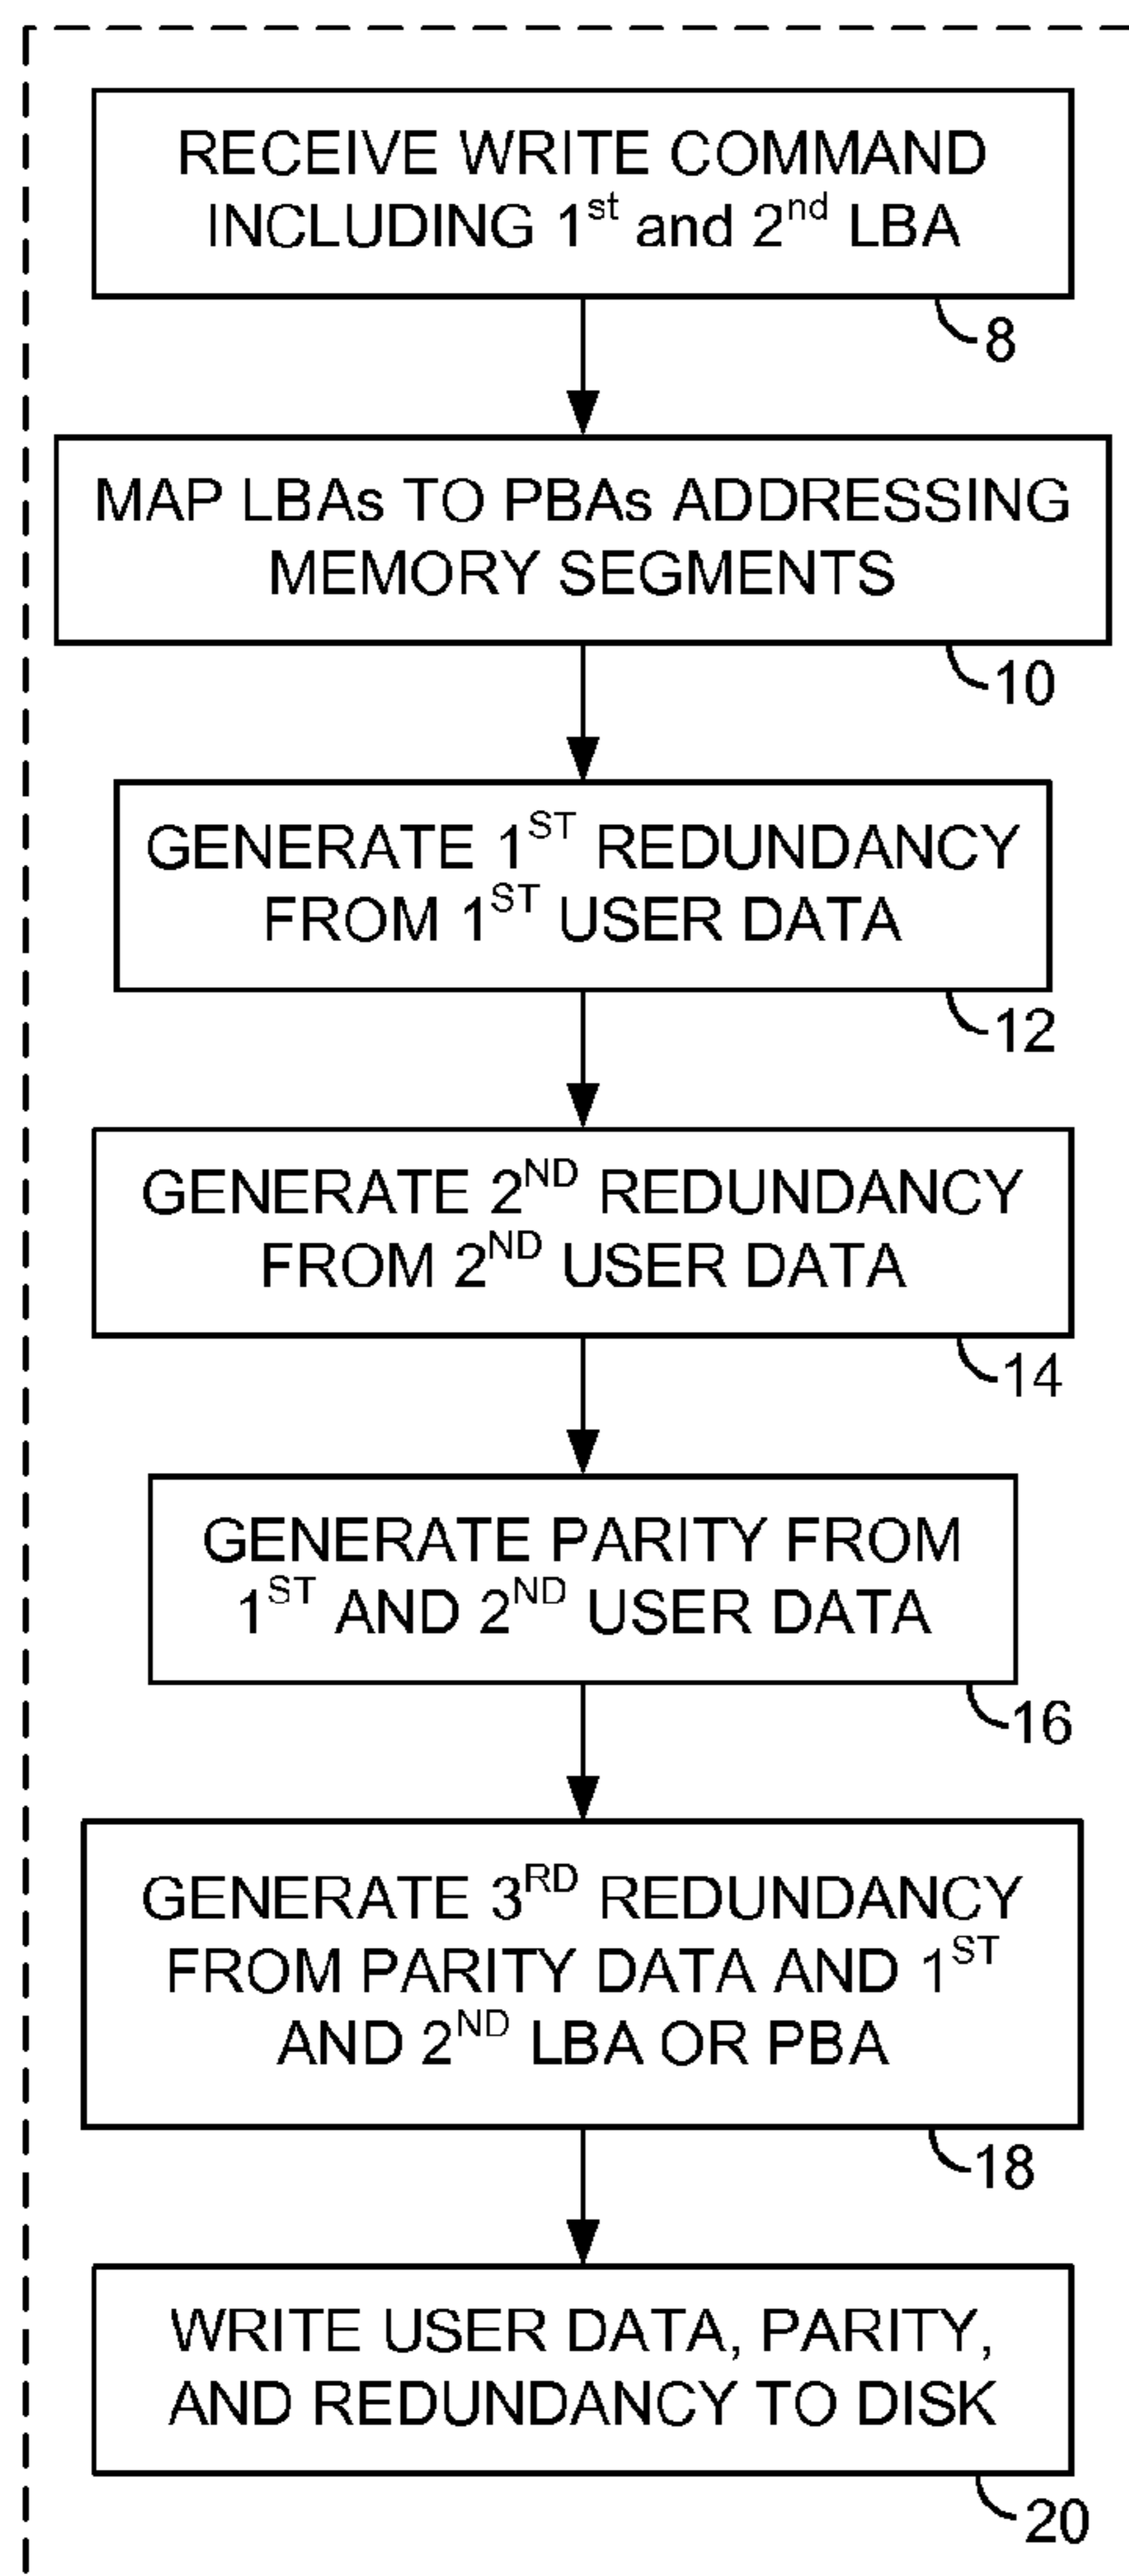 RECEIVE WRITE COMMAND
INCLUDING 1st and 2nd LBA
8
MAP LBAs TO PBAs ADDRESSING
MEMORY SEGMENTS
10
GENERATE 1ST REDUNDANCY
FROM 1ST USER DATA
12
GENERATE 2ND REDUNDANCY
FROM 2ND USER DATA
14
GENERATE PARITY FROM
1ST AND 2ND USER DATA
16
GENERATE 3RD REDUNDANCY
FROM PARITY DATA AND 1ST
AND 2ND LBA OR PBA
18
WRITE USER DATA, PARITY,
AND REDUNDANCY TO DISK
20